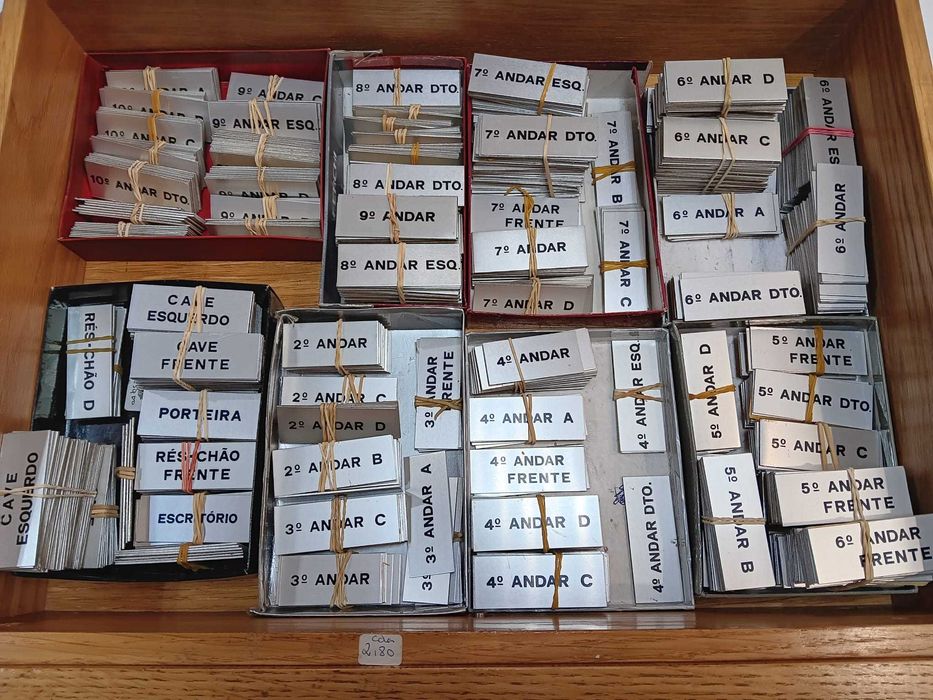 10º
A
10º ANDAR
10º ANDAR C
10º ANDAR DTO.
9º ANDAR C
9º ANDAR ESQ.
9º ANDAR D
9º ANDAR
8º ANDAR DTO.
8º ANDAR DTO.
9º ANDAR
8º ANDAR ESQ.
7º ANDAR ESQ.
7º ANDAR DTO.
7º ANDAR
FRENTE
7º ANDAR
7º ANDAR D
7º ANDAR B
7º ANDAR C
6º ANDAR D
6º ANDAR C
6º ANDAR A
6º ANDAR DTO.
6º ANDAR ESQ.
6º ANDAR
RÉS-CHÃO D
CAVE
ESQUERDO
CAVE
FRENTE
PORTEIRA
RÉS-CHÃO
FRENTE
ESCRITÓRIO
CAVE
ESQUERDO
2º ANDAR
2º ANDAR C
2º ANDAR D
2º ANDAR B
3º ANDAR C
3º ANDAR
3º ANDAR
FRENTE
3º ANDAR A
4º ANDAR
4º ANDAR A
4º ANDAR
FRENTE
4º ANDAR D
4º ANDAR C
4º ANDAR ESQ.
4º ANDAR DTO.
5º ANDAR D
5º ANDAR B
5º ANDAR
FRENTE
5º ANDAR DTO.
5º ANDAR C
5º ANDAR
FRENTE
6º ANDAR
FRENTE
2,80